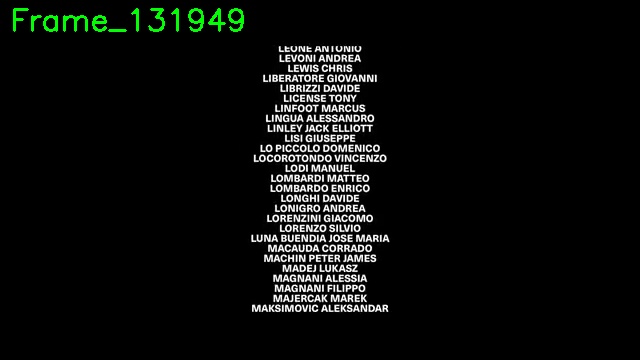 Frame_131949
LEONE ANTONIO
LEVONI ANDREA
LEWIS CHRIS
LIBERATORE GIOVANNI
LIBRIZZI DAVIDE
LICENSE TONY
LINFOOT MARCUS
LINGUA ALESSANDRO
LINLEY JACK ELLIOTT
LISI GIUSEPPE
LO PICCOLO DOMENICO
LOCOROTONDO VINCENZO
LODI MANUEL
LOMBARDI MATTEO
LOMBARDO ENRICO
LONGHI DAVIDE
LONIGRO ANDREA
LORENZINI GIACOMO
LORENZO SILVIO
LUNA BUENDIA JOSE MARIA
MACAUDA CORRADO
MACHIN PETER JAMES
MADEJ LUKASZ
MAGNANI ALESSIA
MAGNANI FILIPPO
MAJERCAK MAREK
MAKSIMOVIC ALEKSANDAR